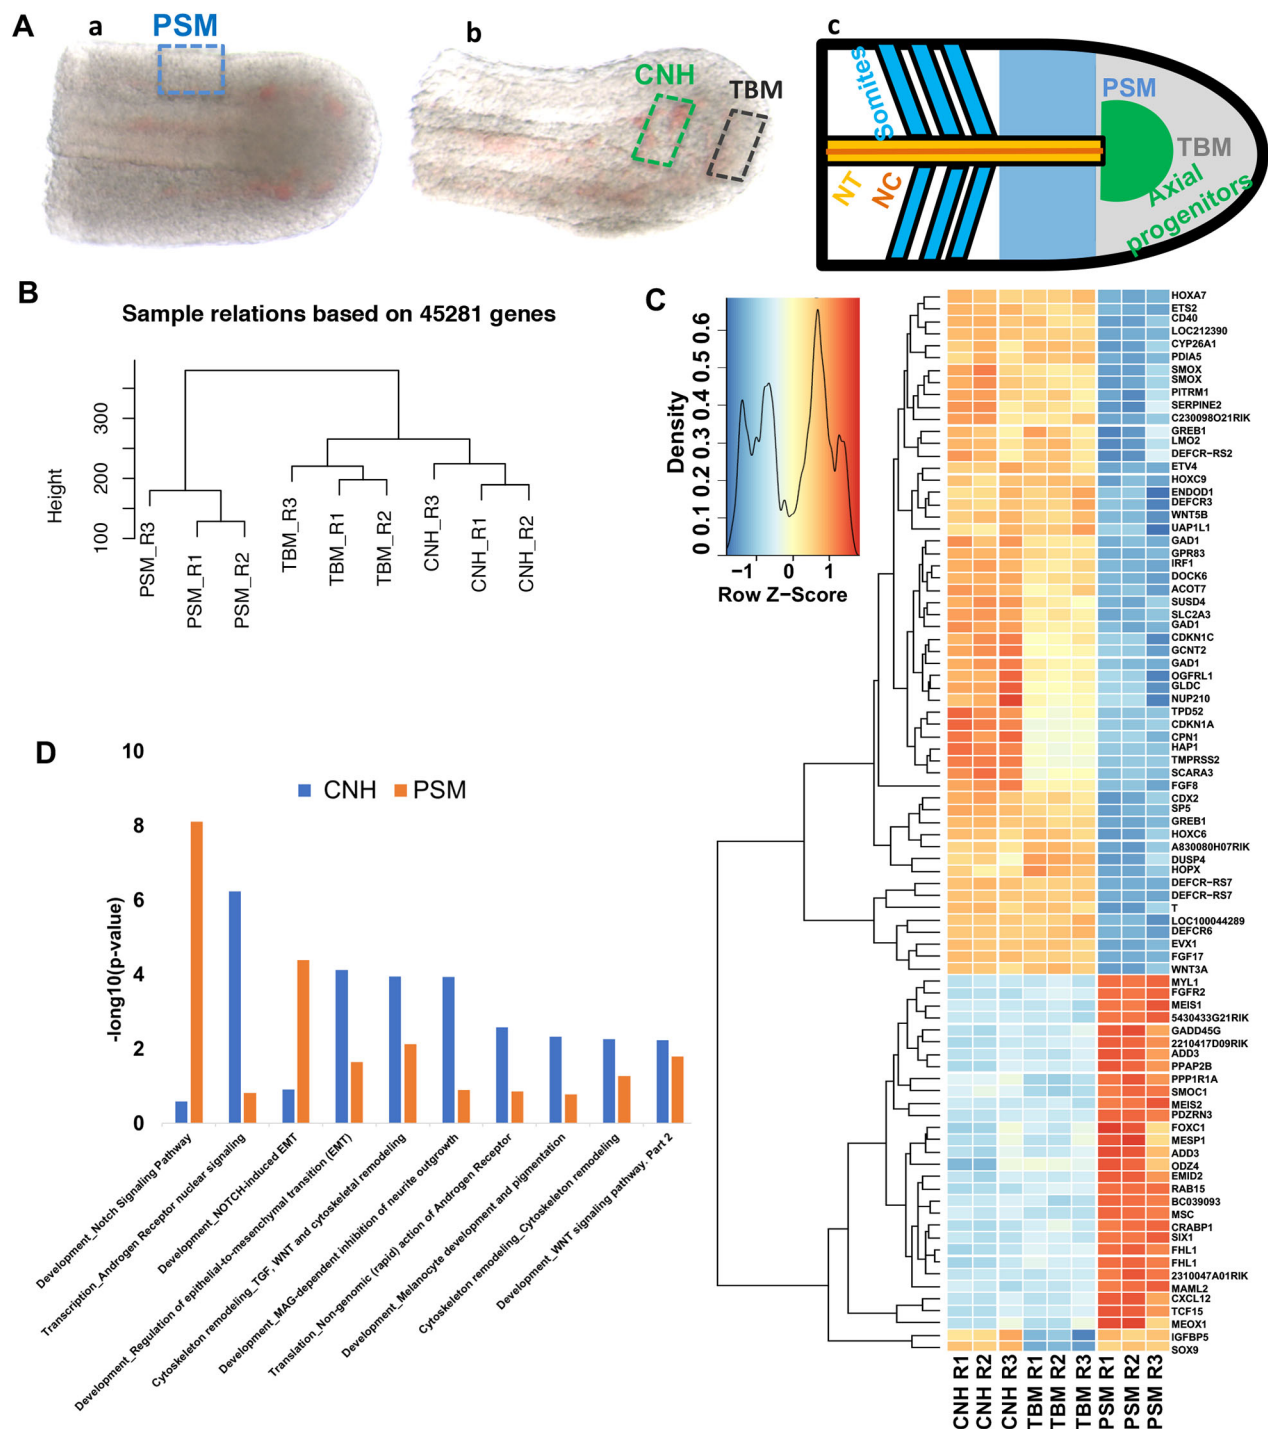 A
a
PSM
b
CNH
TBM
c
Somites
PSM
TBM
NT
NC
Axial
progenitors
B
Sample relations based on 45281 genes
Height
100
200
300
PSM_R3
PSM_R1
PSM_R2
TBM_R3
TBM_R1
TBM_R2
CNH_R3
CNH_R1
CNH_R2
C
Density
0 0.1 0.2 0.3 0.4 0.5 0.6
−1 0 1
Row Z−Score
HOXA7
ETS2
CD40
LOC212390
CYP26A1
PDIA5
SMOX
SMOX
PITRM1
SERPINE2
C230098O21RIK
GREB1
LMO2
DEFCR−RS2
ETV4
HOXC9
ENDOD1
DEFCR3
WNT5B
UAP1L1
GAD1
GPR83
IRF1
DOCK6
ACOT7
SUSD4
SLC2A3
GAD1
CDKN1C
GCNT2
GAD1
OGFRL1
GLDC
NUP210
TPD52
CDKN1A
CPN1
HAP1
TMPRSS2
SCARA3
FGF8
CDX2
SP5
GREB1
HOXC6
A830080H07RIK
DUSP4
HOPX
DEFCR−RS7
DEFCR−RS7
T
LOC100044289
DEFCR6
EVX1
FGF17
WNT3A
MYL1
FGFR2
MEIS1
5430433G21RIK
GADD45G
2210417D09RIK
ADD3
PPAP2B
PPP1R1A
SMOC1
MEIS2
PDZRN3
FOXC1
MESP1
ADD3
ODZ4
EMID2
RAB15
BC039093
MSC
CRABP1
SIX1
FHL1
FHL1
2310047A01RIK
MAML2
CXCL12
TCF15
MEOX1
IGFBP5
SOX9
CNH R1
CNH R2
CNH R3
TBM R1
TBM R2
TBM R3
PSM R1
PSM R2
PSM R3
D
CNH PSM
-long10(p-value)
10
8
6
4
2
0
Development_Notch Signaling Pathway
Transcription_Androgen Receptor nuclear signaling
Development_NOTCH-induced EMT
Development_Regulation of epithelial-to-mesenchymal transition (EMT)
Cytoskeleton remodeling_TGF, WNT and cytoskeletal remodeling
Development_MAG-dependent inhibition of neurite outgrowth
Translation_Non-genomic (rapid) action of Androgen Receptor
Development_Melanocyte development and pigmentation
Cytoskeleton remodeling_Cytoskeleton remodeling
Development_WNT signaling pathway. Part 2